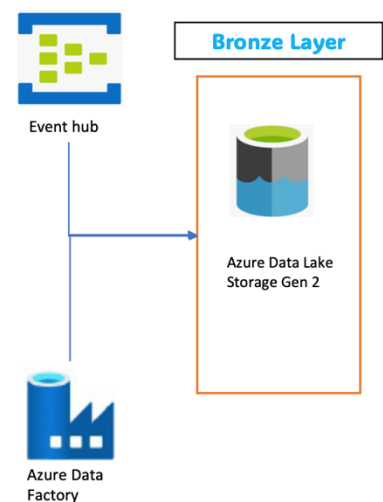 Bronze Layer
Event hub
Azure Data Lake
Storage Gen 2
Azure Data
Factory